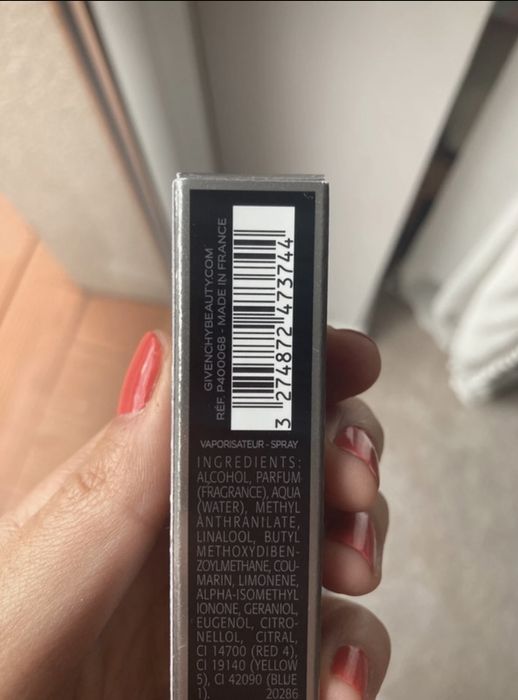 GIVENCHYBEAUTY.COM
RÉF. P400068 - MADE IN FRANCE
3 274872 473744
VAPORISATEUR - SPRAY
INGREDIENTS:
ALCOHOL, PARFUM
(FRAGRANCE), AQUA
(WATER), METHYL
ANTHRANILATE,
LINALOOL, BUTYL
METHOXYDIBEN-
ZOYLMETHANE, COU-
MARIN, LIMONENE,
ALPHA-ISOMETHYL
IONONE, GERANIOL,
EUGENOL, CITRO-
NELLOL, CITRAL,
CI 14700 (RED 4),
CI 19140 (YELLOW
5), CI 42090 (BLUE
1). 20286